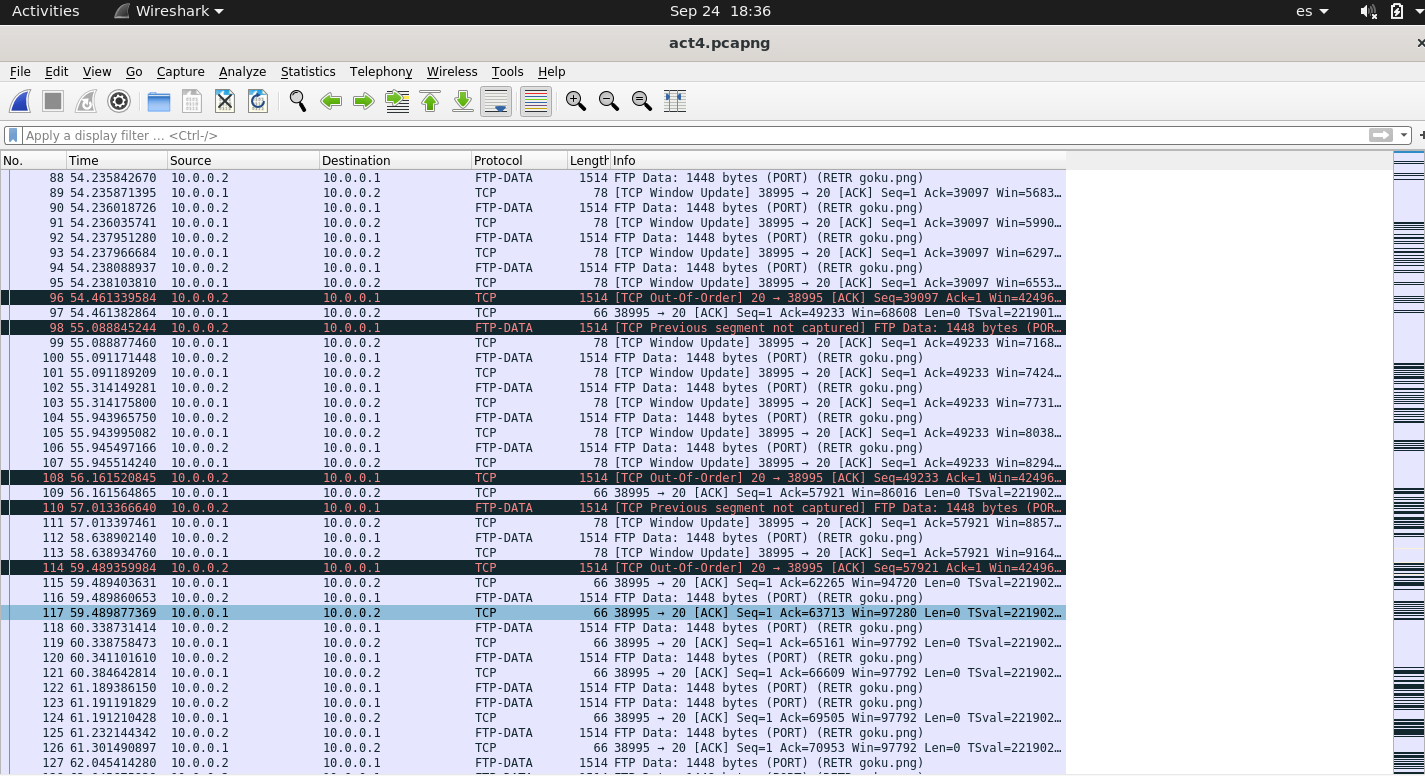 Activities Wireshark Sep 24 18:36 es
act4.pcapng
File Edit View Go Capture Analyze Statistics Telephony Wireless Tools Help
Apply a display filter ... <Ctrl-/>
No. Time Source Destination Protocol Length Info
88 54.235842670 10.0.0.2 10.0.0.1 FTP-DATA 1514 FTP Data: 1448 bytes (PORT) (RETR goku.png)
89 54.235871395 10.0.0.1 10.0.0.2 TCP 78 [TCP Window Update] 38995 → 20 [ACK] Seq=1 Ack=39097 Win=5683…
90 54.236018726 10.0.0.2 10.0.0.1 FTP-DATA 1514 FTP Data: 1448 bytes (PORT) (RETR goku.png)
91 54.236035741 10.0.0.1 10.0.0.2 TCP 78 [TCP Window Update] 38995 → 20 [ACK] Seq=1 Ack=39097 Win=5990…
92 54.237951280 10.0.0.2 10.0.0.1 FTP-DATA 1514 FTP Data: 1448 bytes (PORT) (RETR goku.png)
93 54.237966684 10.0.0.1 10.0.0.2 TCP 78 [TCP Window Update] 38995 → 20 [ACK] Seq=1 Ack=39097 Win=6297…
94 54.238088937 10.0.0.2 10.0.0.1 FTP-DATA 1514 FTP Data: 1448 bytes (PORT) (RETR goku.png)
95 54.238103810 10.0.0.1 10.0.0.2 TCP 78 [TCP Window Update] 38995 → 20 [ACK] Seq=1 Ack=39097 Win=6553…
96 54.461339584 10.0.0.2 10.0.0.1 TCP 1514 [TCP Out-Of-Order] 20 → 38995 [ACK] Seq=39097 Ack=1 Win=42496…
97 54.461382864 10.0.0.1 10.0.0.2 TCP 66 38995 → 20 [ACK] Seq=1 Ack=49233 Win=68608 Len=0 TSval=221901…
98 55.088845244 10.0.0.2 10.0.0.1 FTP-DATA 1514 [TCP Previous segment not captured] FTP Data: 1448 bytes (POR…
99 55.088877460 10.0.0.1 10.0.0.2 TCP 78 [TCP Window Update] 38995 → 20 [ACK] Seq=1 Ack=49233 Win=7168…
100 55.091171448 10.0.0.2 10.0.0.1 FTP-DATA 1514 FTP Data: 1448 bytes (PORT) (RETR goku.png)
101 55.091189209 10.0.0.1 10.0.0.2 TCP 78 [TCP Window Update] 38995 → 20 [ACK] Seq=1 Ack=49233 Win=7424…
102 55.314149281 10.0.0.2 10.0.0.1 FTP-DATA 1514 FTP Data: 1448 bytes (PORT) (RETR goku.png)
103 55.314175800 10.0.0.1 10.0.0.2 TCP 78 [TCP Window Update] 38995 → 20 [ACK] Seq=1 Ack=49233 Win=7731…
104 55.943965750 10.0.0.2 10.0.0.1 FTP-DATA 1514 FTP Data: 1448 bytes (PORT) (RETR goku.png)
105 55.943995082 10.0.0.1 10.0.0.2 TCP 78 [TCP Window Update] 38995 → 20 [ACK] Seq=1 Ack=49233 Win=8038…
106 55.945497166 10.0.0.2 10.0.0.1 FTP-DATA 1514 FTP Data: 1448 bytes (PORT) (RETR goku.png)
107 55.945514240 10.0.0.1 10.0.0.2 TCP 78 [TCP Window Update] 38995 → 20 [ACK] Seq=1 Ack=49233 Win=8294…
108 56.161520845 10.0.0.2 10.0.0.1 TCP 1514 [TCP Out-Of-Order] 20 → 38995 [ACK] Seq=49233 Ack=1 Win=42496…
109 56.161564865 10.0.0.1 10.0.0.2 TCP 66 38995 → 20 [ACK] Seq=1 Ack=57921 Win=86016 Len=0 TSval=221902…
110 57.013366640 10.0.0.2 10.0.0.1 FTP-DATA 1514 [TCP Previous segment not captured] FTP Data: 1448 bytes (POR…
111 57.013397461 10.0.0.1 10.0.0.2 TCP 78 [TCP Window Update] 38995 → 20 [ACK] Seq=1 Ack=57921 Win=8857…
112 58.638902140 10.0.0.2 10.0.0.1 FTP-DATA 1514 FTP Data: 1448 bytes (PORT) (RETR goku.png)
113 58.638934760 10.0.0.1 10.0.0.2 TCP 78 [TCP Window Update] 38995 → 20 [ACK] Seq=1 Ack=57921 Win=9164…
114 59.489359984 10.0.0.2 10.0.0.1 TCP 1514 [TCP Out-Of-Order] 20 → 38995 [ACK] Seq=57921 Ack=1 Win=42496…
115 59.489403631 10.0.0.1 10.0.0.2 TCP 66 38995 → 20 [ACK] Seq=1 Ack=62265 Win=94720 Len=0 TSval=221902…
116 59.489860653 10.0.0.2 10.0.0.1 FTP-DATA 1514 FTP Data: 1448 bytes (PORT) (RETR goku.png)
117 59.489877369 10.0.0.1 10.0.0.2 TCP 66 38995 → 20 [ACK] Seq=1 Ack=63713 Win=97280 Len=0 TSval=221902…
118 60.338731414 10.0.0.2 10.0.0.1 FTP-DATA 1514 FTP Data: 1448 bytes (PORT) (RETR goku.png)
119 60.338758473 10.0.0.1 10.0.0.2 TCP 66 38995 → 20 [ACK] Seq=1 Ack=65161 Win=97792 Len=0 TSval=221902…
120 60.341101610 10.0.0.2 10.0.0.1 FTP-DATA 1514 FTP Data: 1448 bytes (PORT) (RETR goku.png)
121 60.384642814 10.0.0.1 10.0.0.2 TCP 66 38995 → 20 [ACK] Seq=1 Ack=66609 Win=97792 Len=0 TSval=221902…
122 61.189386150 10.0.0.2 10.0.0.1 FTP-DATA 1514 FTP Data: 1448 bytes (PORT) (RETR goku.png)
123 61.191191829 10.0.0.2 10.0.0.1 FTP-DATA 1514 FTP Data: 1448 bytes (PORT) (RETR goku.png)
124 61.191210428 10.0.0.1 10.0.0.2 TCP 66 38995 → 20 [ACK] Seq=1 Ack=69505 Win=97792 Len=0 TSval=221902…
125 61.232144342 10.0.0.2 10.0.0.1 FTP-DATA 1514 FTP Data: 1448 bytes (PORT) (RETR goku.png)
126 61.301490897 10.0.0.1 10.0.0.2 TCP 66 38995 → 20 [ACK] Seq=1 Ack=70953 Win=97792 Len=0 TSval=221902…
127 62.045414280 10.0.0.2 10.0.0.1 FTP-DATA 1514 FTP Data: 1448 bytes (PORT) (RETR goku.png)